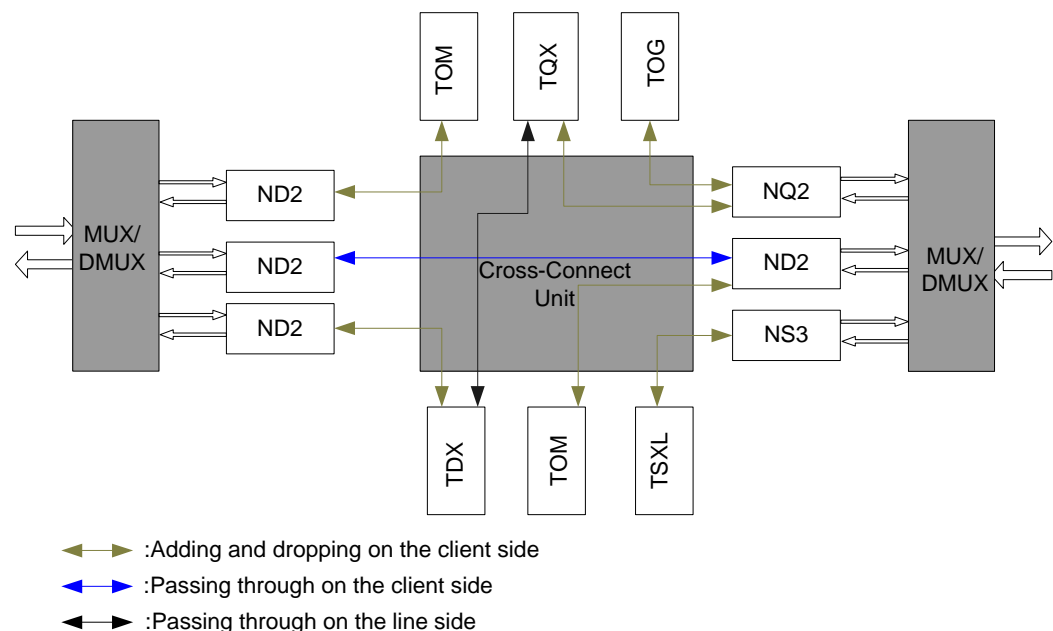 TOM
TQX
TOG
ND2
NQ2
MUX/
DMUX
ND2
Cross-Connect
Unit
ND2
MUX/
DMUX
ND2
NS3
TDX
TOM
TSXL
:Adding and dropping on the client side
:Passing through on the client side
:Passing through on the line side